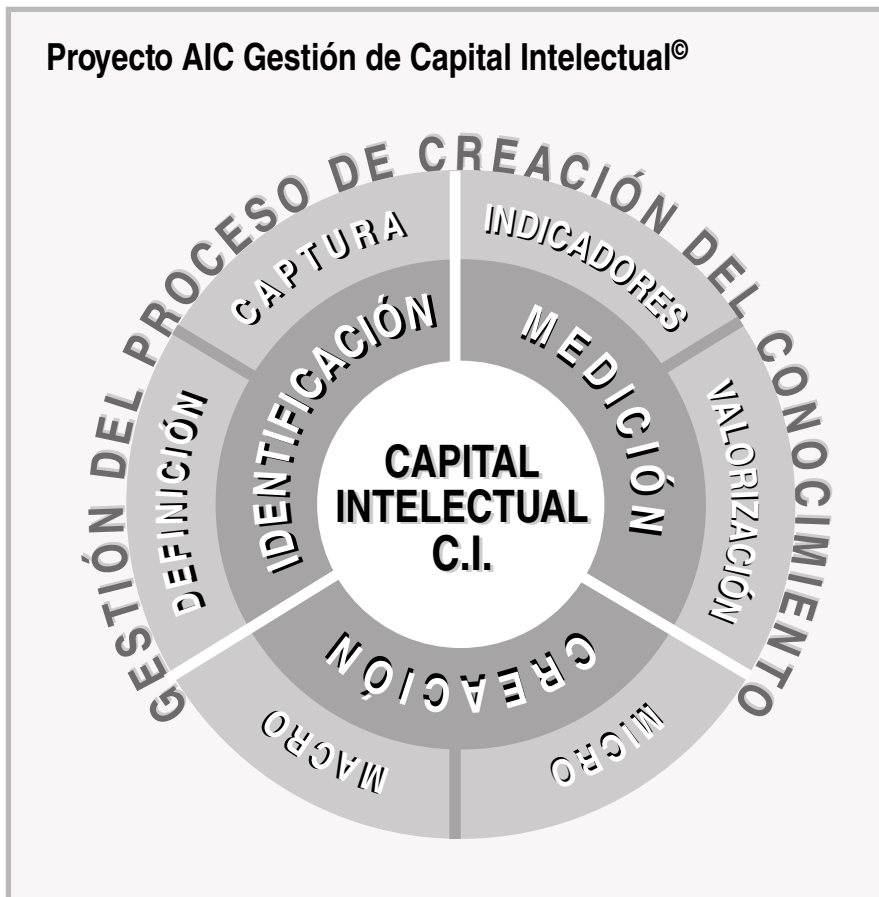 Proyecto AIC Gestión de Capital Intelectual©
GESTIÓN DEL PROCESO DE CREACIÓN DEL CONOCIMIENTO
CAPTURA
INDICADORES
DEFINICIÓN
IDENTIFICACIÓN
MEDICIÓN
VALORIZACIÓN
CAPITAL
INTELECTUAL
C.I.
CREACIÓN
MACRO
MICRO